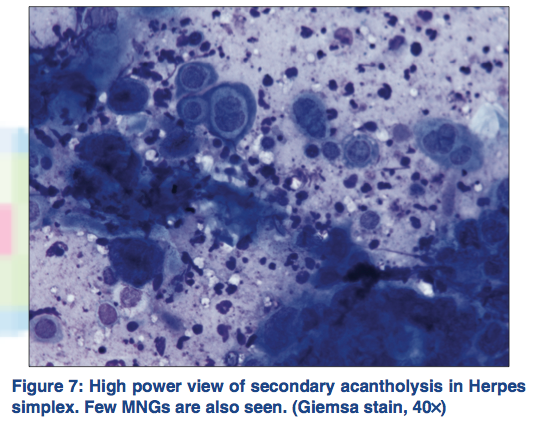 Figure 7: High power view of secondary acantholysis in Herpes
simplex. Few MNGs are also seen. (Giemsa stain, 40×)